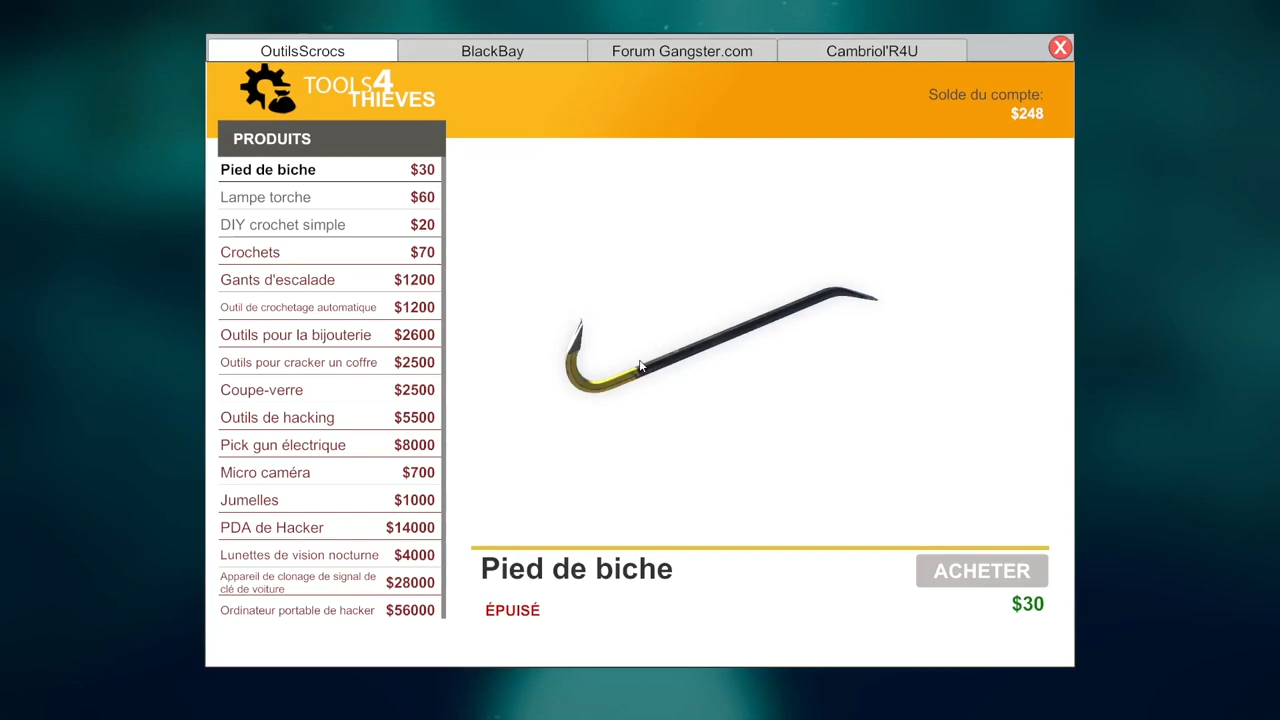 OutilsScrocs
BlackBay
Forum Gangster.com
Cambriol'R4U
X
TOOLS4
THIEVES
Solde du compte:
$248
PRODUITS
Pied de biche $30
Lampe torche $60
DIY crochet simple $20
Crochets $70
Gants d'escalade $1200
Outil de crochetage automatique $1200
Outils pour la bijouterie $2600
Outils pour cracker un coffre $2500
Coupe-verre $2500
Outils de hacking $5500
Pick gun électrique $8000
Micro caméra $700
Jumelles $1000
PDA de Hacker $14000
Lunettes de vision nocturne $4000
Appareil de clonage de signal de
clé de voiture $28000
Ordinateur portable de hacker $56000
Pied de biche
ACHETER
ÉPUISÉ
$30